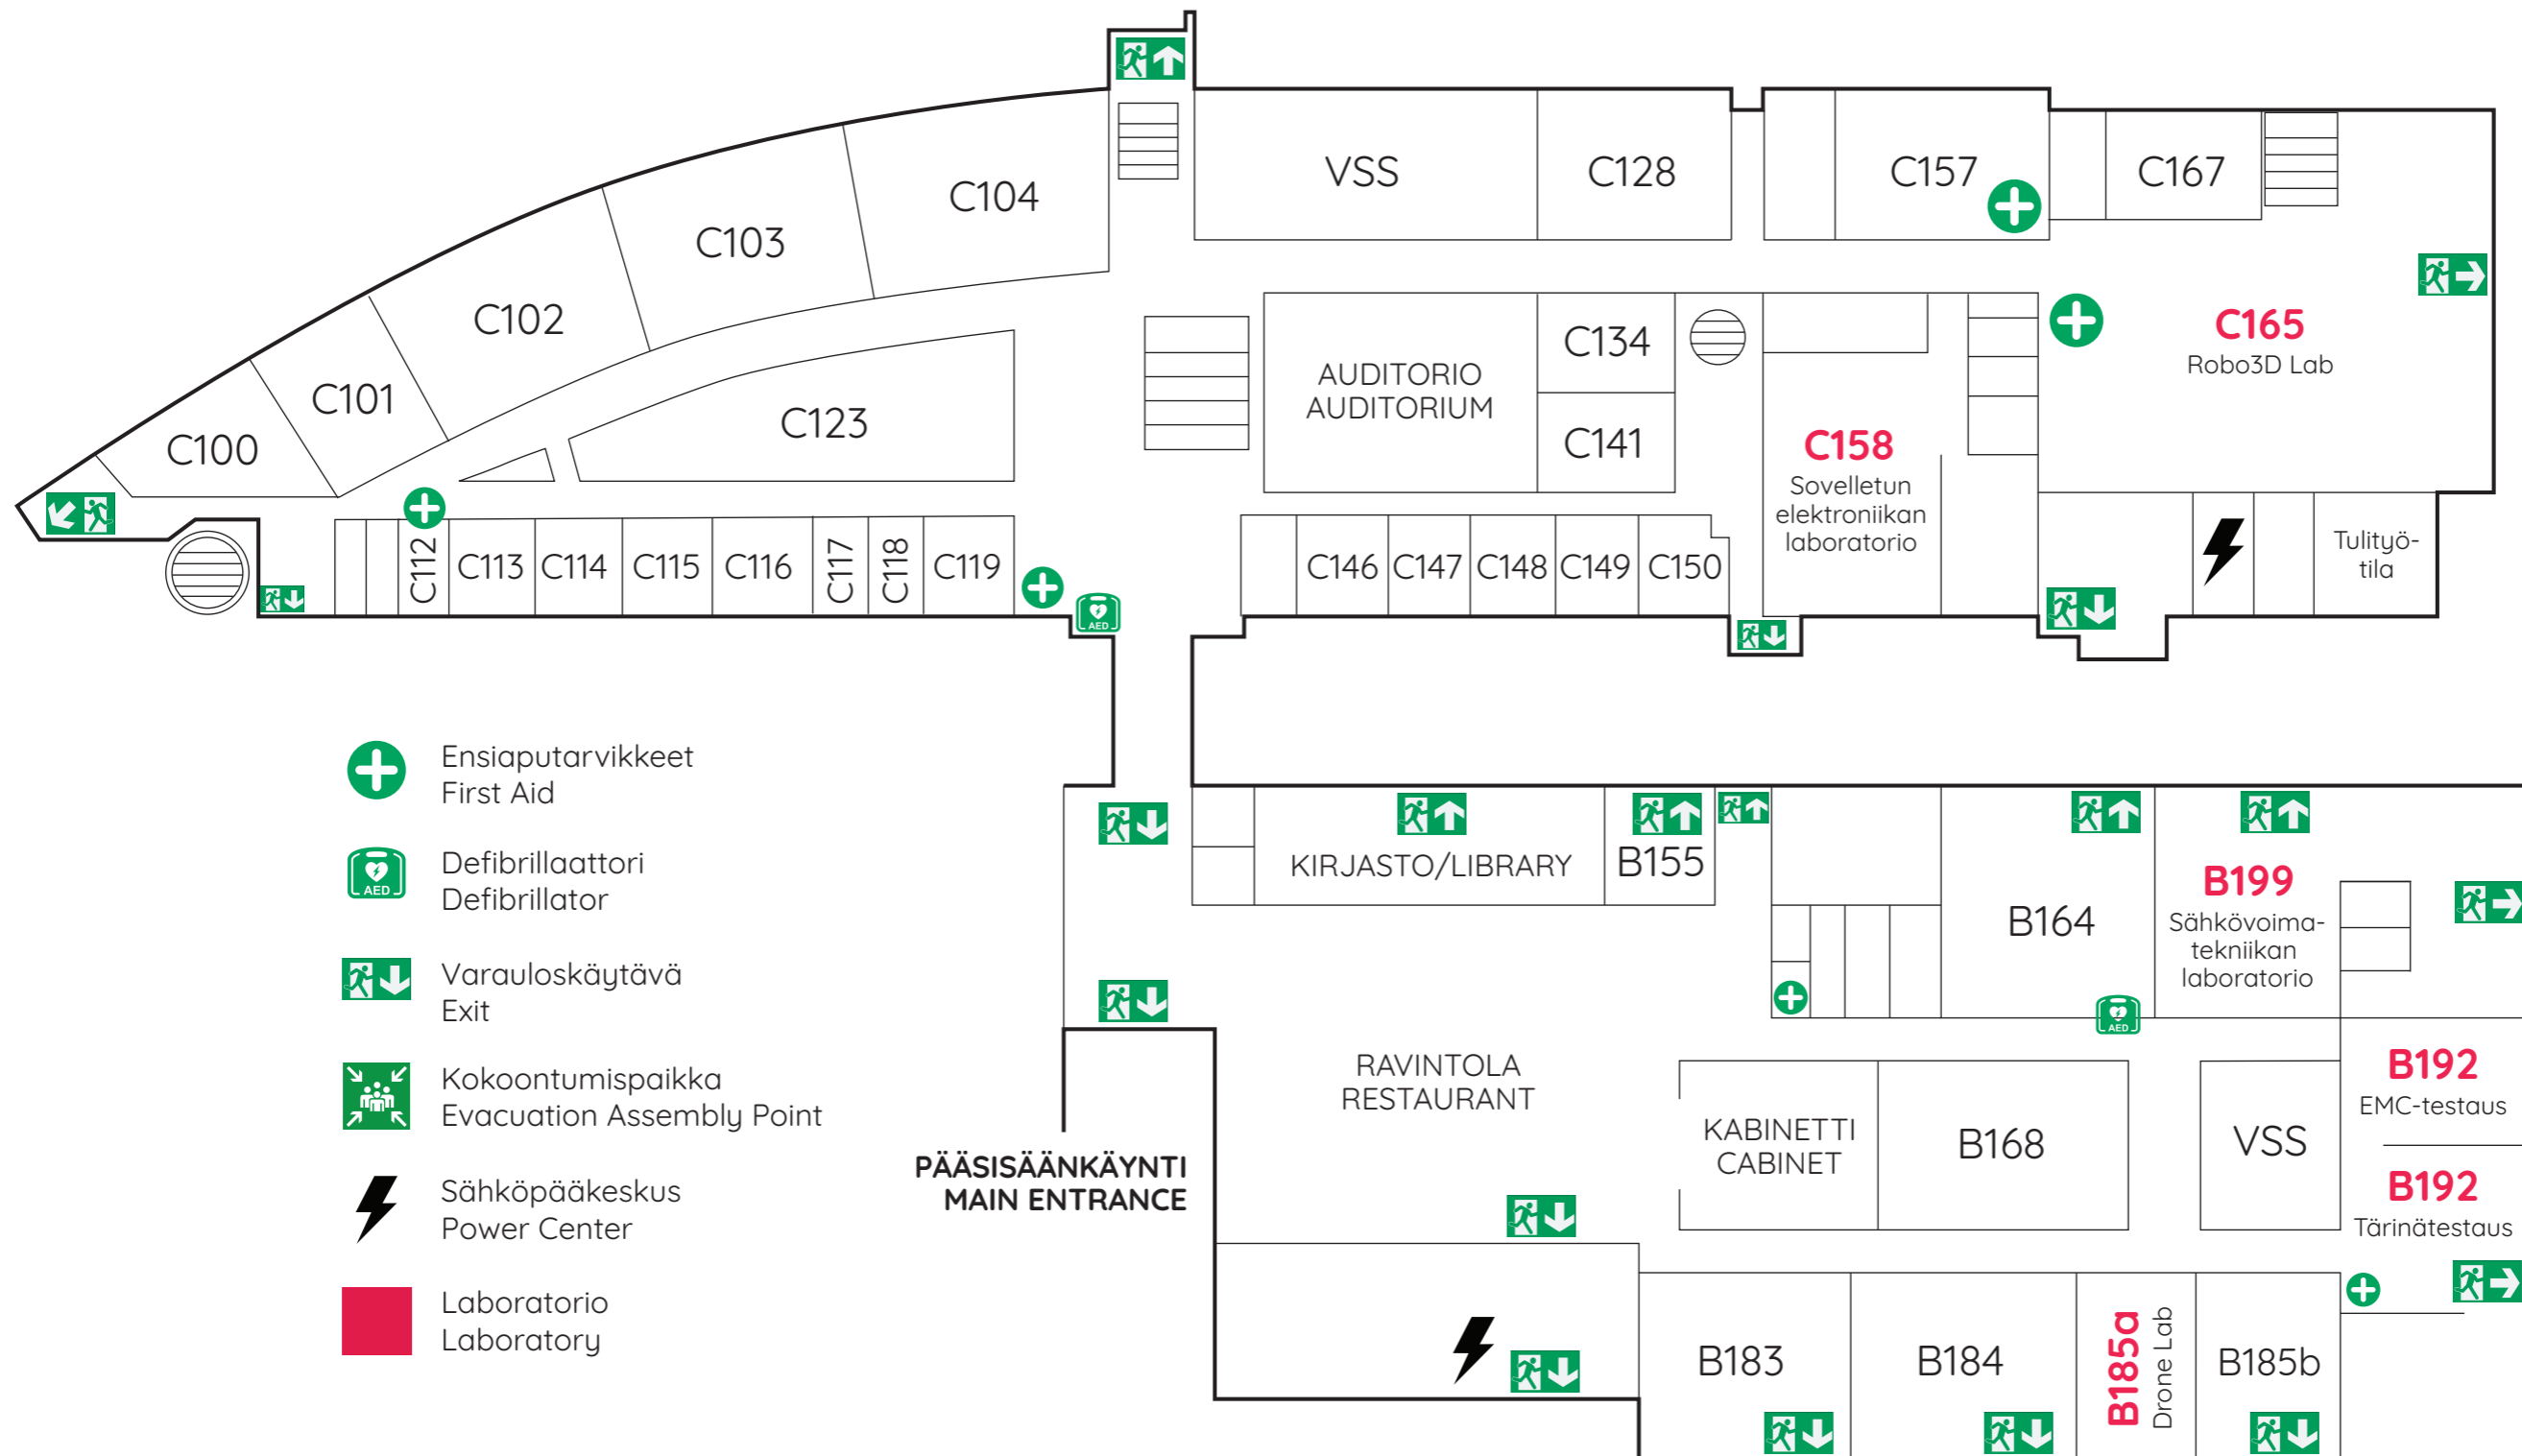 C104
VSS
C128
C157
C167
C103
C102
C101
C100
C123
AUDITORIO
AUDITORIUM
C134
C141
C158
Sovelletun
elektroniikan
laboratorio
C165
Robo3D Lab
Tulityö-
tila
C112
C113
C114
C115
C116
C117
C118
C119
AED
C146
C147
C148
C149
C150
Ensiaputarvikkeet
First Aid
AED
Defibrillaattori
Defibrillator
Varauloskäytävä
Exit
Kokoontumispaikka
Evacuation Assembly Point
Sähköpääkeskus
Power Center
Laboratorio
Laboratory
KIRJASTO/LIBRARY
B155
B164
B199
Sähkövoima-
tekniikan
laboratorio
AED
RAVINTOLA
RESTAURANT
PÄÄSISÄÄNKÄYNTI
MAIN ENTRANCE
KABINETTI
CABINET
B168
VSS
B192
EMC-testaus
B192
Tärinätestaus
B183
B184
B185a
Drone Lab
B185b